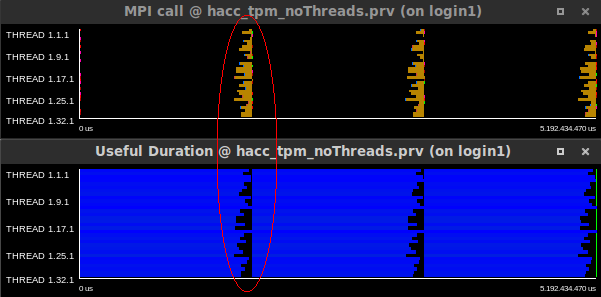 MPI call @ hacc_tpm_noThreads.prv (on login1)
THREAD 1.1.1
THREAD 1.9.1
THREAD 1.17.1
THREAD 1.25.1
THREAD 1.32.1
0 us 5.192.434.470 us
Useful Duration @ hacc_tpm_noThreads.prv (on login1)
THREAD 1.1.1
THREAD 1.9.1
THREAD 1.17.1
THREAD 1.25.1
THREAD 1.32.1
0 us 5.192.434.470 us